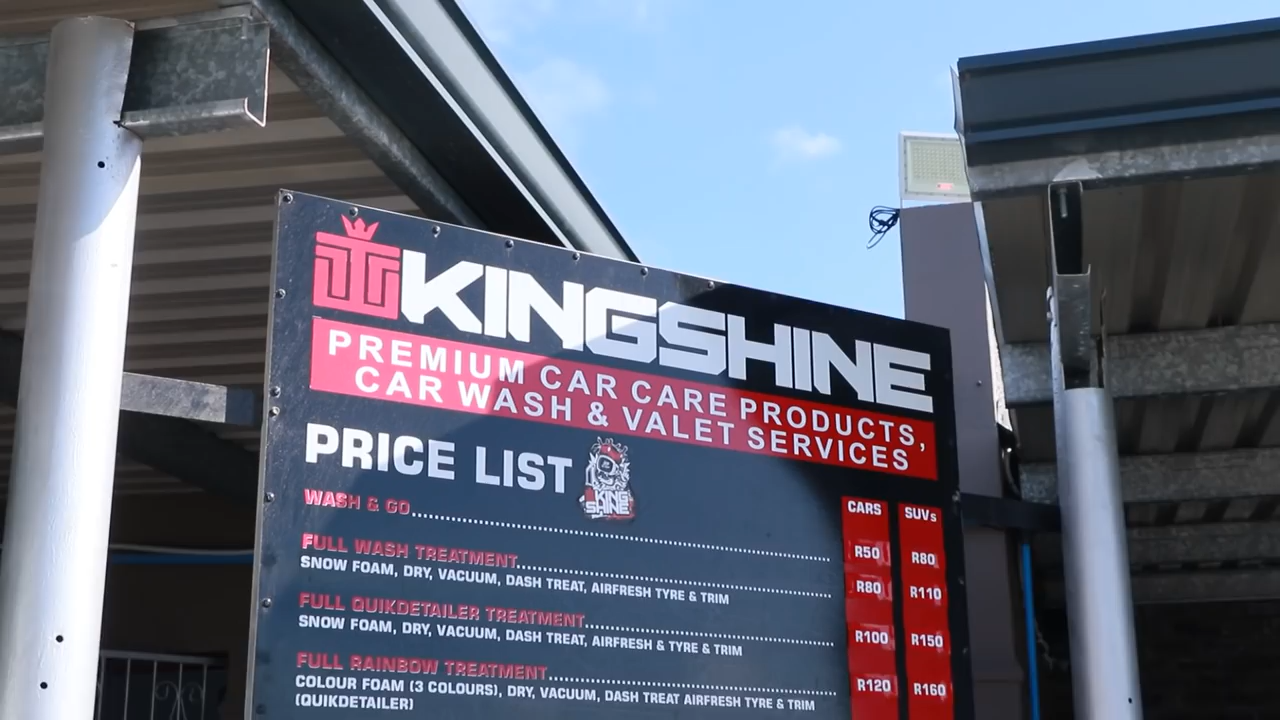 KINGSHINE
PREMIUM CAR CARE PRODUCTS,
CAR WASH & VALET SERVICES
PRICE LIST
KING
SHINE
CARS SUVs
WASH & GO R50 R80
FULL WASH TREATMENT R80 R110
SNOW FOAM, DRY, VACUUM, DASH TREAT, AIRFRESH TYRE & TRIM
FULL QUIKDETAILER TREATMENT R100 R150
SNOW FOAM, DRY, VACUUM, DASH TREAT, AIRFRESH & TYRE & TRIM
FULL RAINBOW TREATMENT R120 R160
COLOUR FOAM (3 COLOURS), DRY, VACUUM, DASH TREAT AIRFRESH TYRE & TRIM
(QUIKDETAILER)